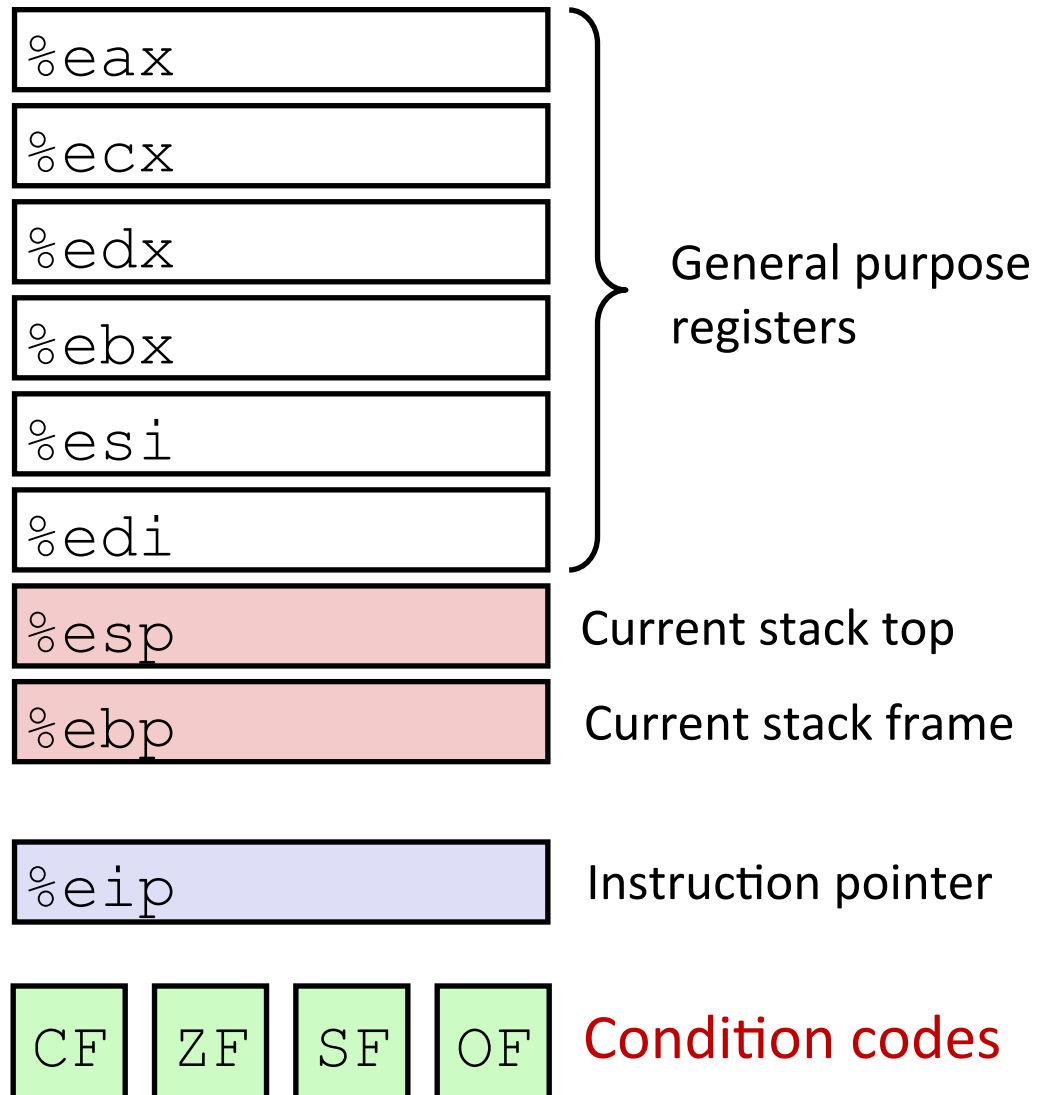 %eax
%ecx
%edx
General purpose
registers
%ebx
%esi
%edi
%esp Current stack top
%ebp Current stack frame
%eip Instruction pointer
CF ZF SF OF Condition codes